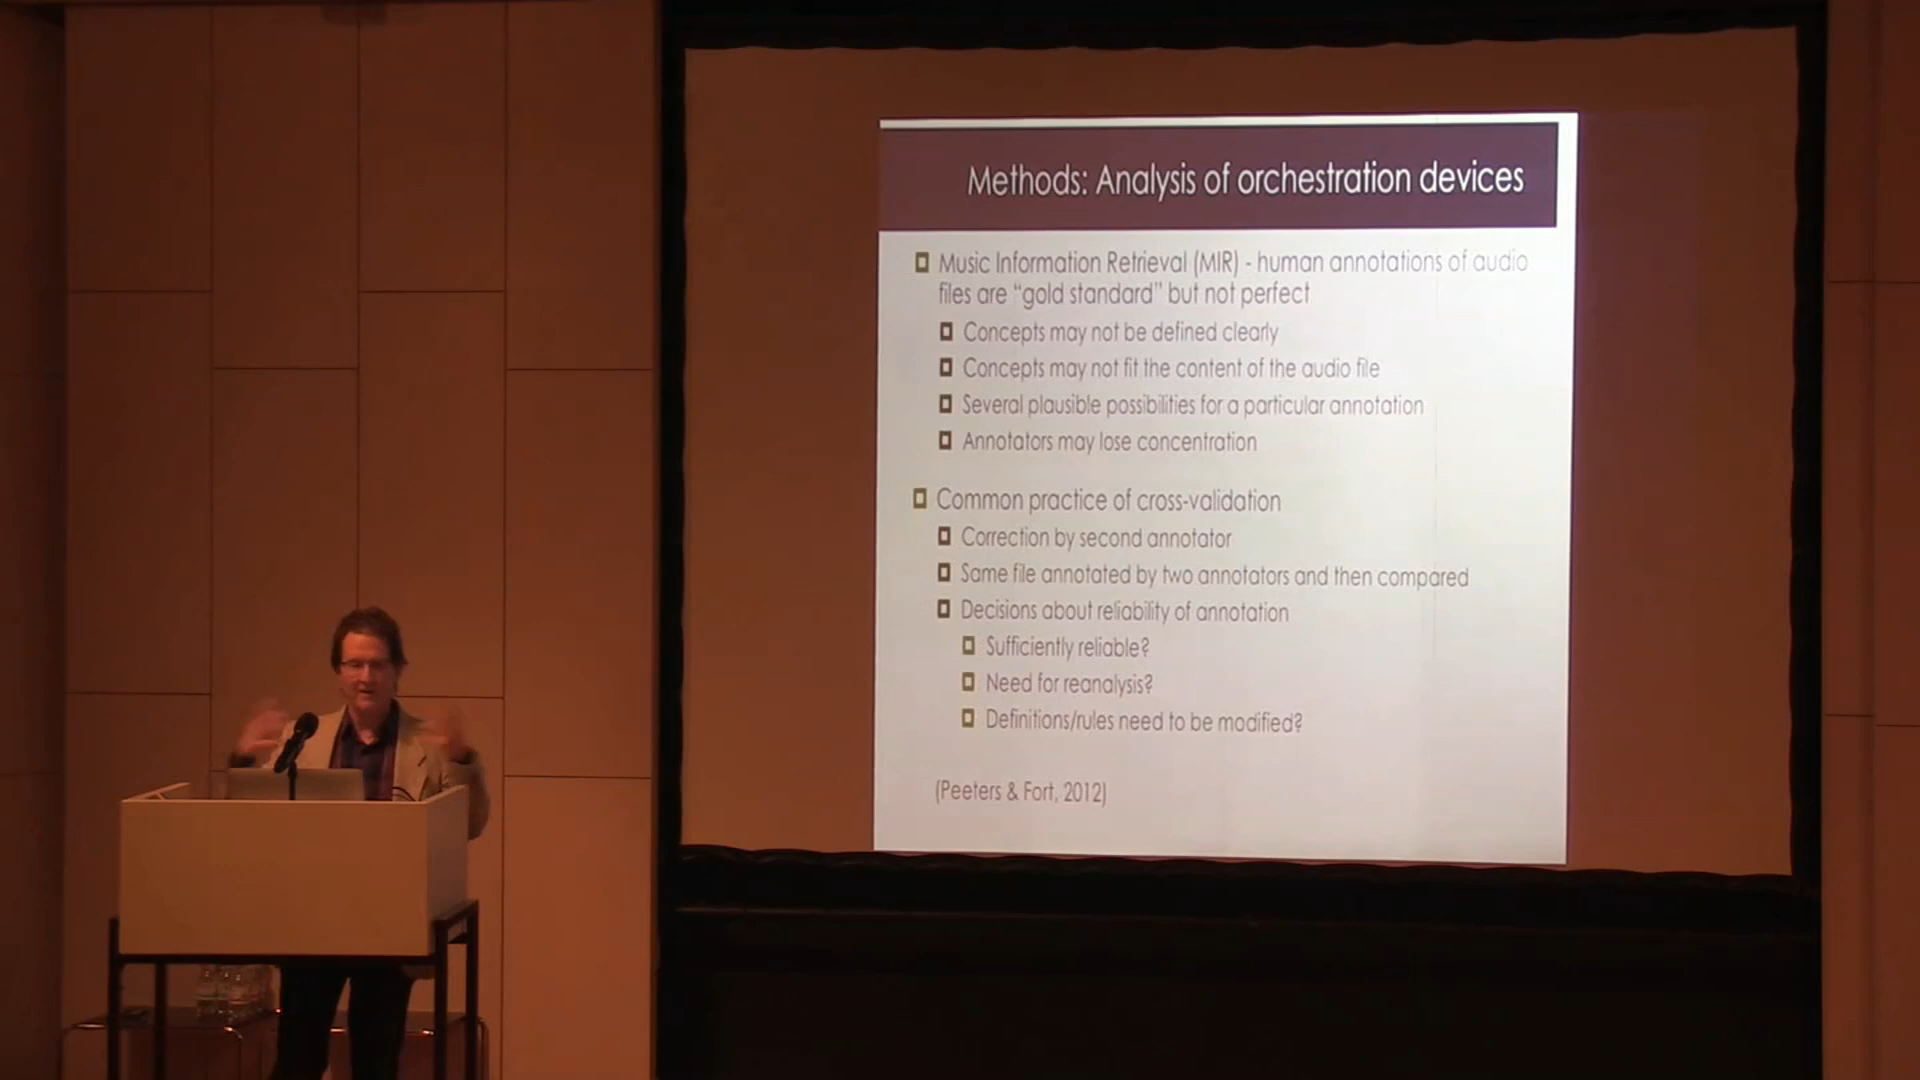 Methods: Analysis of orchestration devices
Music Information Retrieval (MIR) - human annotations of audio
files are “gold standard” but not perfect
Concepts may not be defined clearly
Concepts may not fit the content of the audio file
Several plausible possibilities for a particular annotation
Annotators may lose concentration
Common practice of cross-validation
Correction by second annotator
Same file annotated by two annotators and then compared
Decisions about reliability of annotation
Sufficiently reliable?
Need for reanalysis?
Definitions/rules need to be modified?
(Peeters & Fort, 2012)